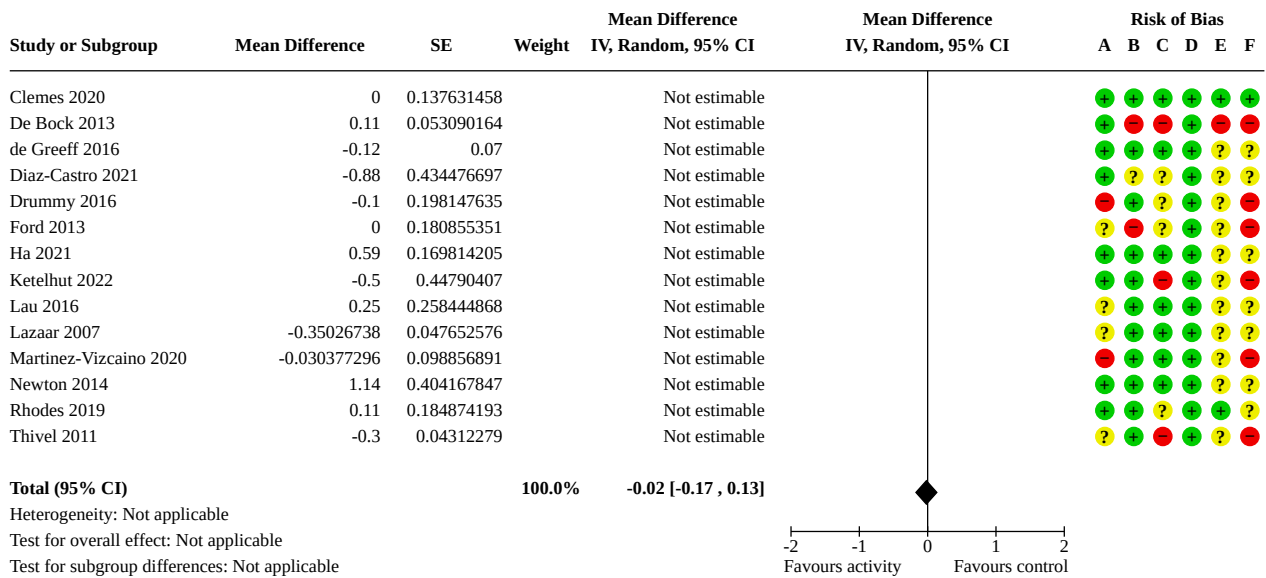 Mean Difference Mean Difference Risk of Bias
Study or Subgroup Mean Difference SE Weight IV, Random, 95% CI IV, Random, 95% CI A B C D E F
Clemes 2020 0 0.137631458 Not estimable + + + + + +
De Bock 2013 0.11 0.053090164 Not estimable + − − + − −
de Greeff 2016 -0.12 0.07 Not estimable + + + + ? ?
Diaz-Castro 2021 -0.88 0.434476697 Not estimable + ? ? + ? ?
Drummy 2016 -0.1 0.198147635 Not estimable − + ? + ? −
Ford 2013 0 0.180855351 Not estimable ? − ? + ? −
Ha 2021 0.59 0.169814205 Not estimable + + + + ? ?
Ketelhut 2022 -0.5 0.44790407 Not estimable + + − + ? −
Lau 2016 0.25 0.258444868 Not estimable ? + + + ? ?
Lazaar 2007 -0.35026738 0.047652576 Not estimable ? + + + ? ?
Martinez-Vizcaino 2020 -0.030377296 0.098856891 Not estimable − + + + ? −
Newton 2014 1.14 0.404167847 Not estimable + + + + ? ?
Rhodes 2019 0.11 0.184874193 Not estimable + + ? + + ?
Thivel 2011 -0.3 0.04312279 Not estimable ? + − + ? −
Total (95% CI) 100.0% -0.02 [-0.17 , 0.13]
Heterogeneity: Not applicable
Test for overall effect: Not applicable -2 -1 0 1 2
Test for subgroup differences: Not applicable Favours activity Favours control